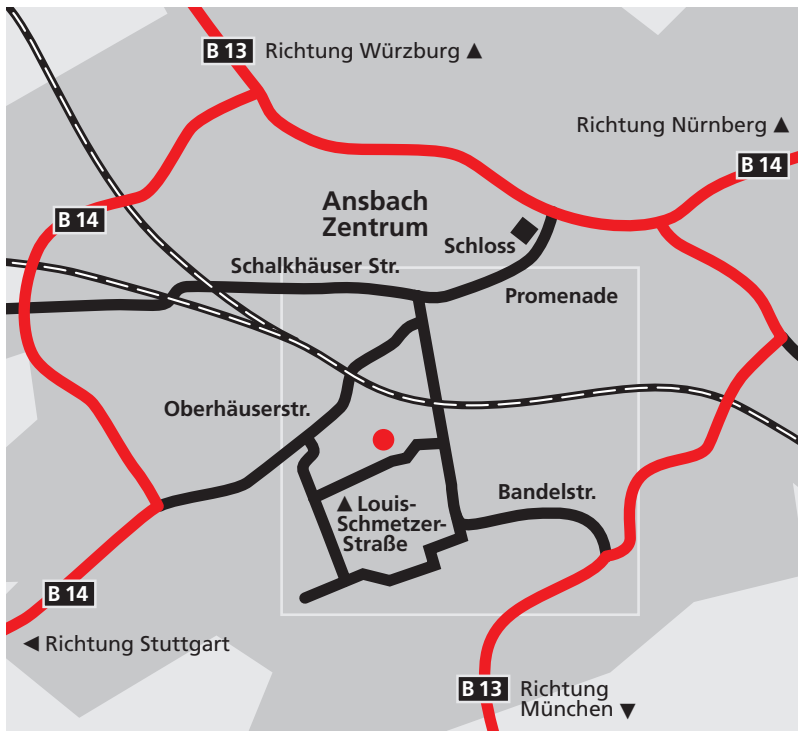 B 13 Richtung Würzburg ▲
Richtung Nürnberg ▲
B 14
Ansbach
Zentrum
B 14
Schloss
Schalkhäuser Str.
Promenade
Oberhäuserstr.
Bandelstr.
▲ Louis-
Schmetzer-
Straße
B 14
◄ Richtung Stuttgart
B 13 Richtung
München ▼